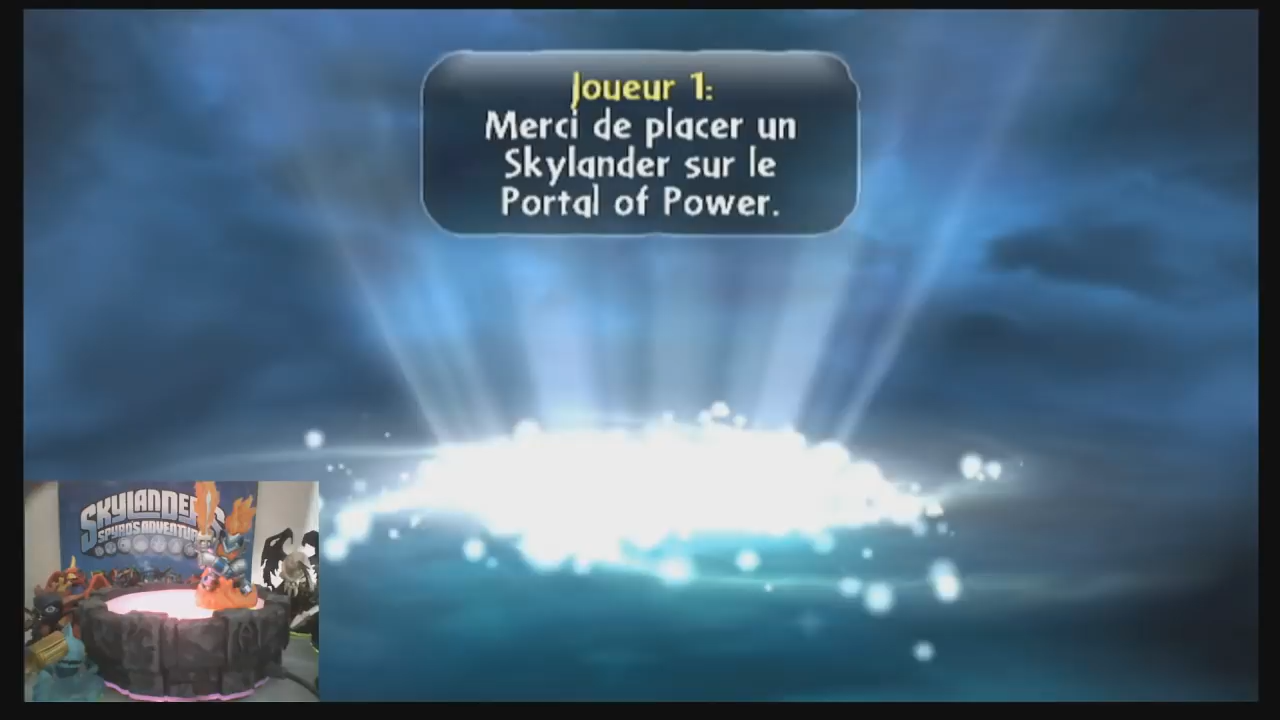 Joueur 1:
Merci de placer un
Skylander sur le
Portal of Power.
SKYLANDERS
SPYRO'S ADVENTURE